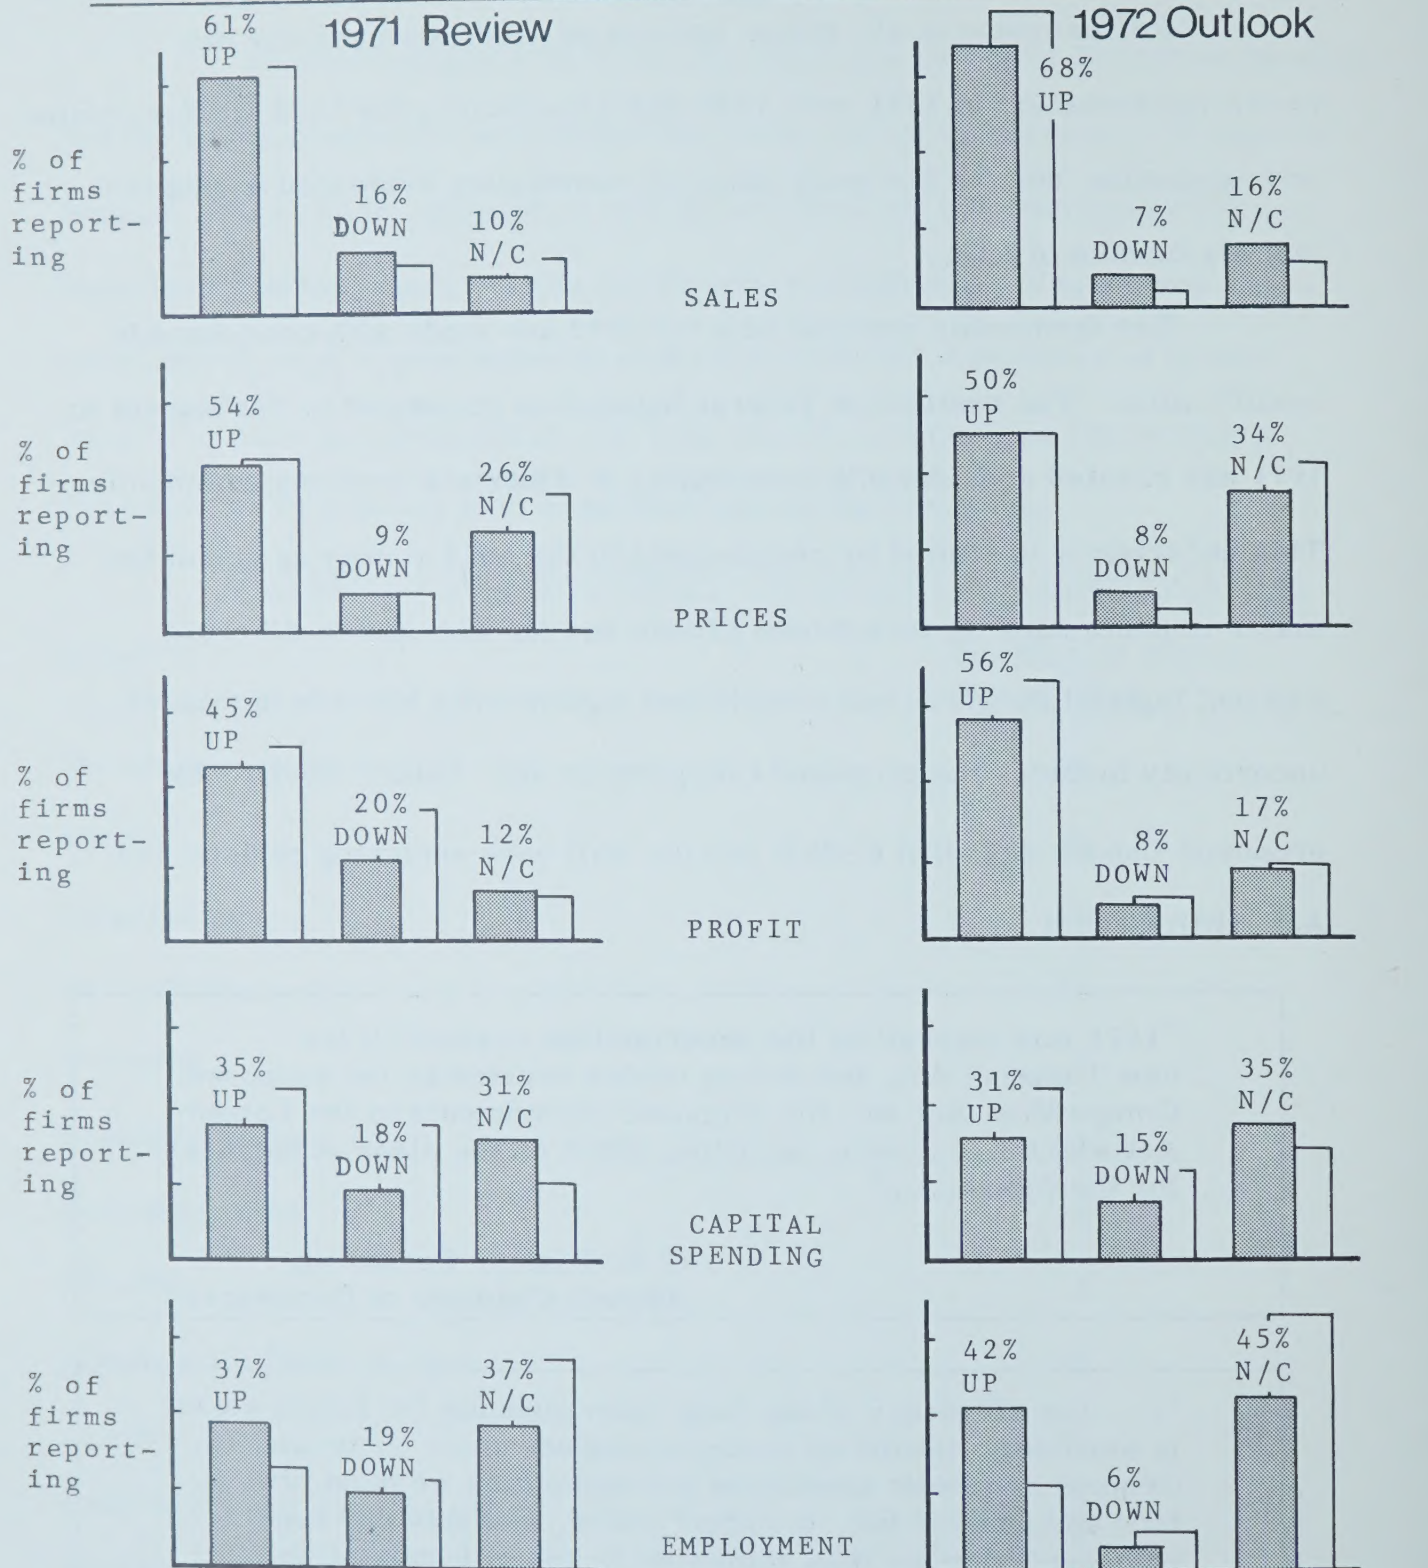 1971 Review
1972 Outlook
61%
UP
68%
UP
% of
firms
report-
ing
16%
DOWN
10%
N/C
7%
DOWN
16%
N/C
SALES
54%
UP
50%
UP
% of
firms
report-
ing
9%
DOWN
26%
N/C
8%
DOWN
34%
N/C
PRICES
45%
UP
56%
UP
% of
firms
report-
ing
20%
DOWN
12%
N/C
8%
DOWN
17%
N/C
PROFIT
35%
UP
31%
UP
% of
firms
report-
ing
18%
DOWN
31%
N/C
15%
DOWN
35%
N/C
CAPITAL
SPENDING
37%
UP
42%
UP
% of
firms
report-
ing
19%
DOWN
37%
N/C
6%
DOWN
45%
N/C
EMPLOYMENT